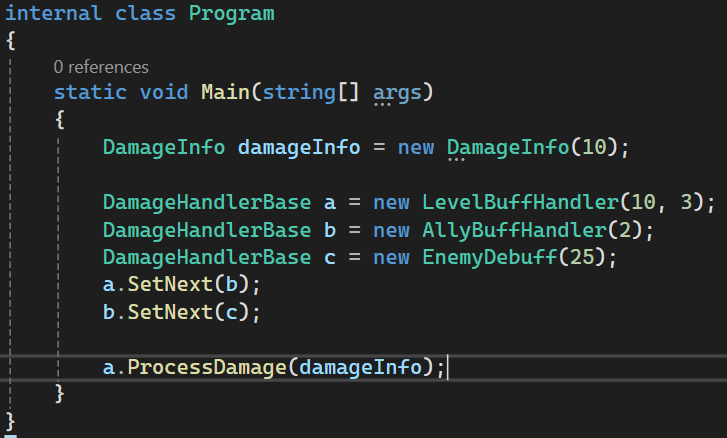 internal class Program
{
0 references
static void Main(string[] args)
{
DamageInfo damageInfo = new DamageInfo(10);
DamageHandlerBase a = new LevelBuffHandler(10, 3);
DamageHandlerBase b = new AllyBuffHandler(2);
DamageHandlerBase c = new EnemyDebuff(25);
a.SetNext(b);
b.SetNext(c);
a.ProcessDamage(damageInfo);
}
}